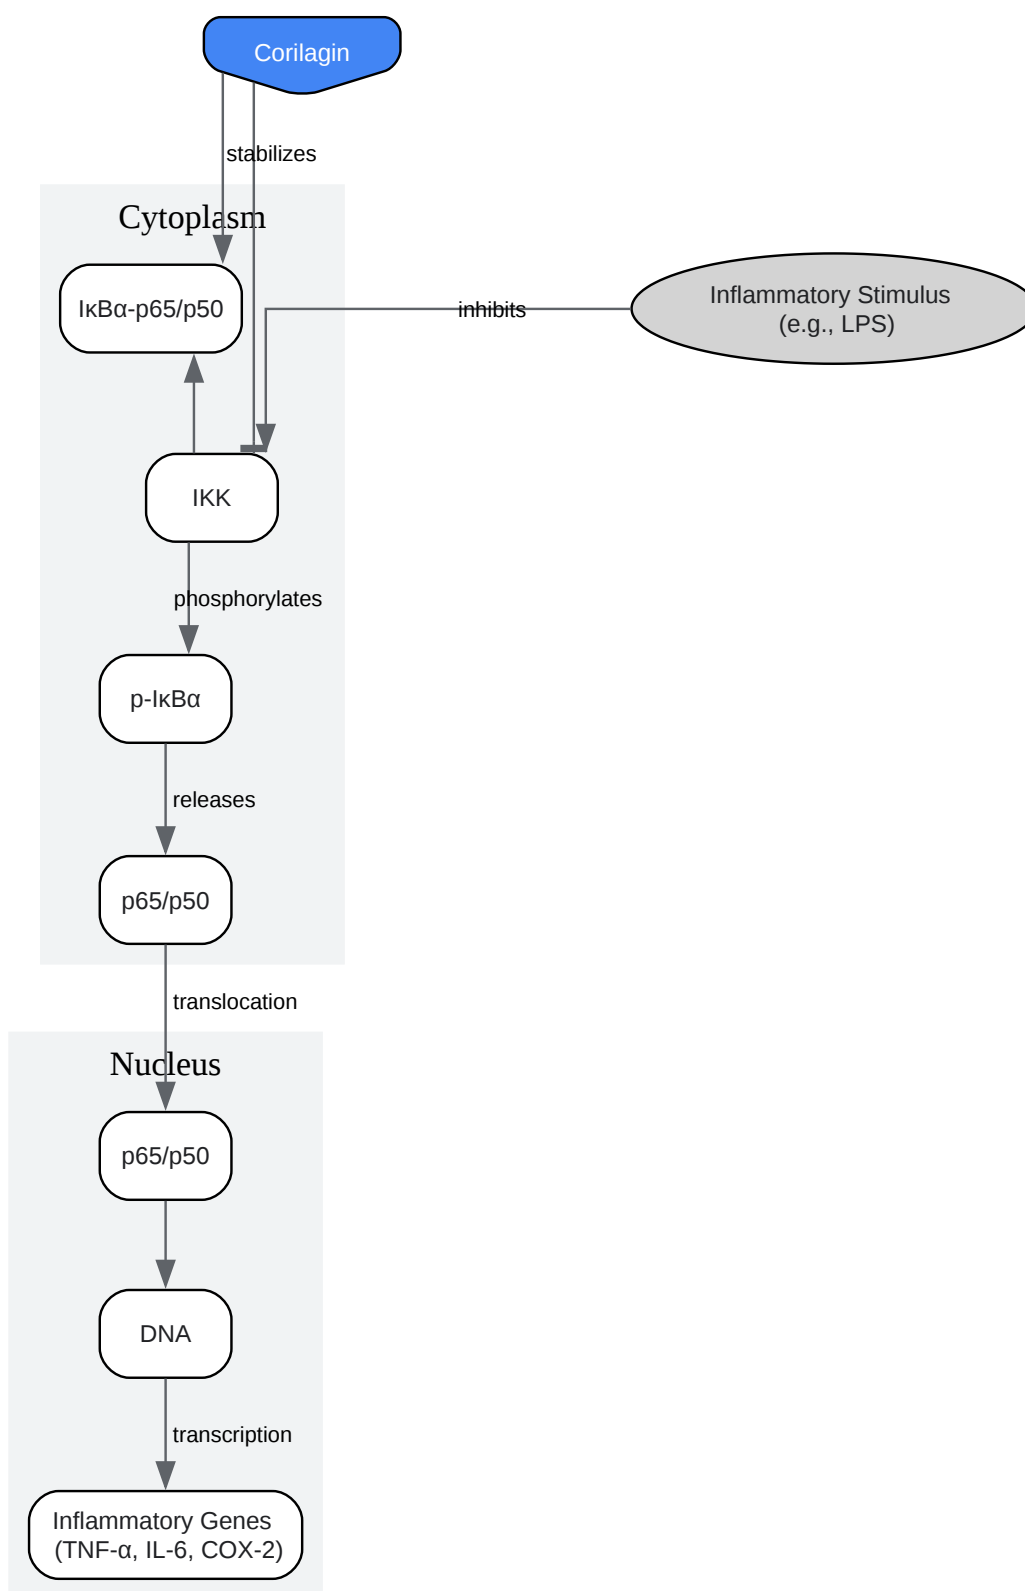 Corilagin
stabilizes
Cytoplasm
IκBα-p65/p50
inhibits
Inflammatory Stimulus
(e.g., LPS)
IKK
phosphorylates
p-IκBα
releases
p65/p50
translocation
Nucleus
p65/p50
DNA
transcription
Inflammatory Genes
(TNF-α, IL-6, COX-2)